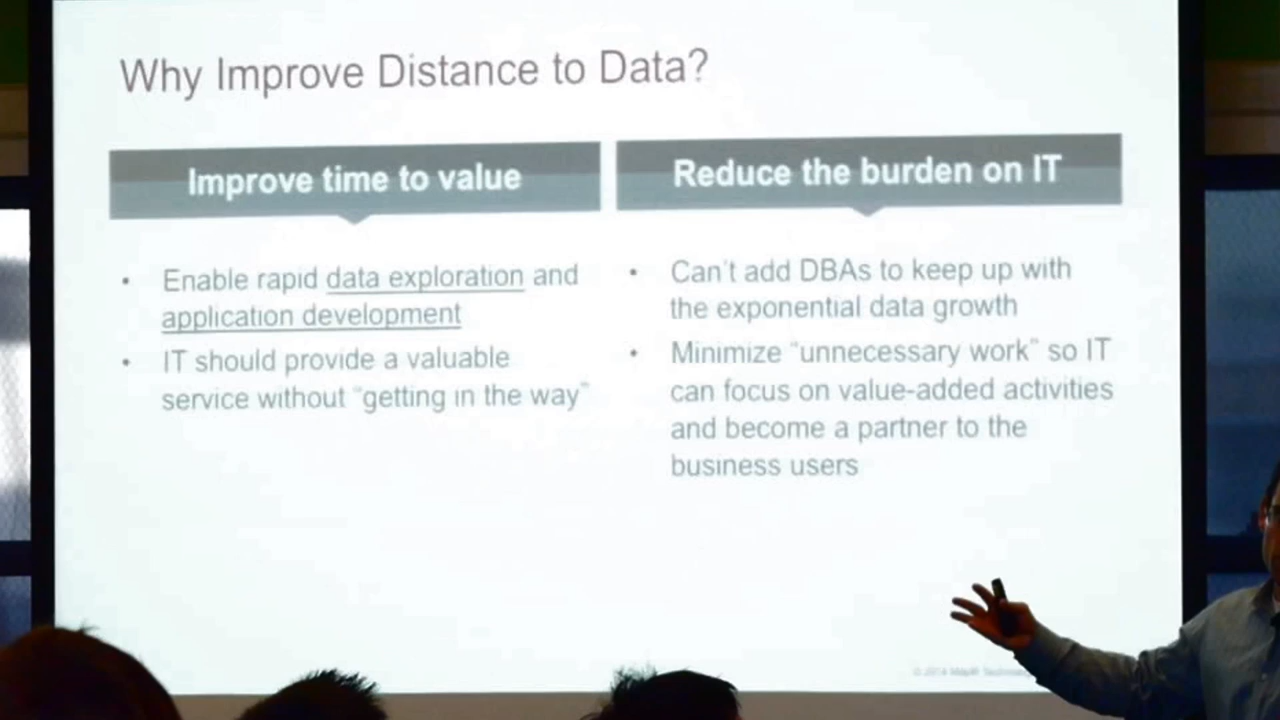 Why Improve Distance to Data?
Improve time to value
Enable rapid data exploration and
application development
IT should provide a valuable
service without "getting in the way"
Reduce the burden on IT
Can't add DBAs to keep up with
the exponential data growth
Minimize "unnecessary work" so IT
can focus on value-added activities
and become a partner to the
business users